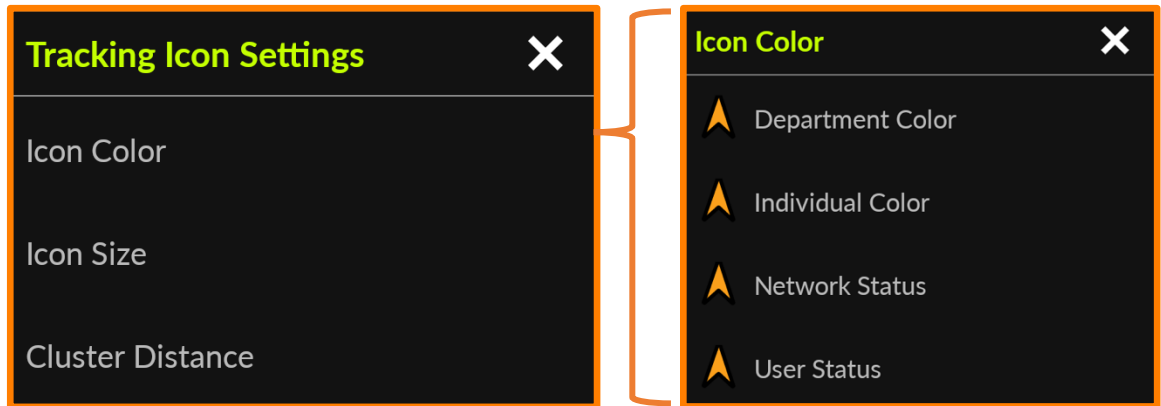 Tracking Icon Settings
Icon Color
Icon Size
Cluster Distance
Icon Color
Department Color
Individual Color
Network Status
User Status